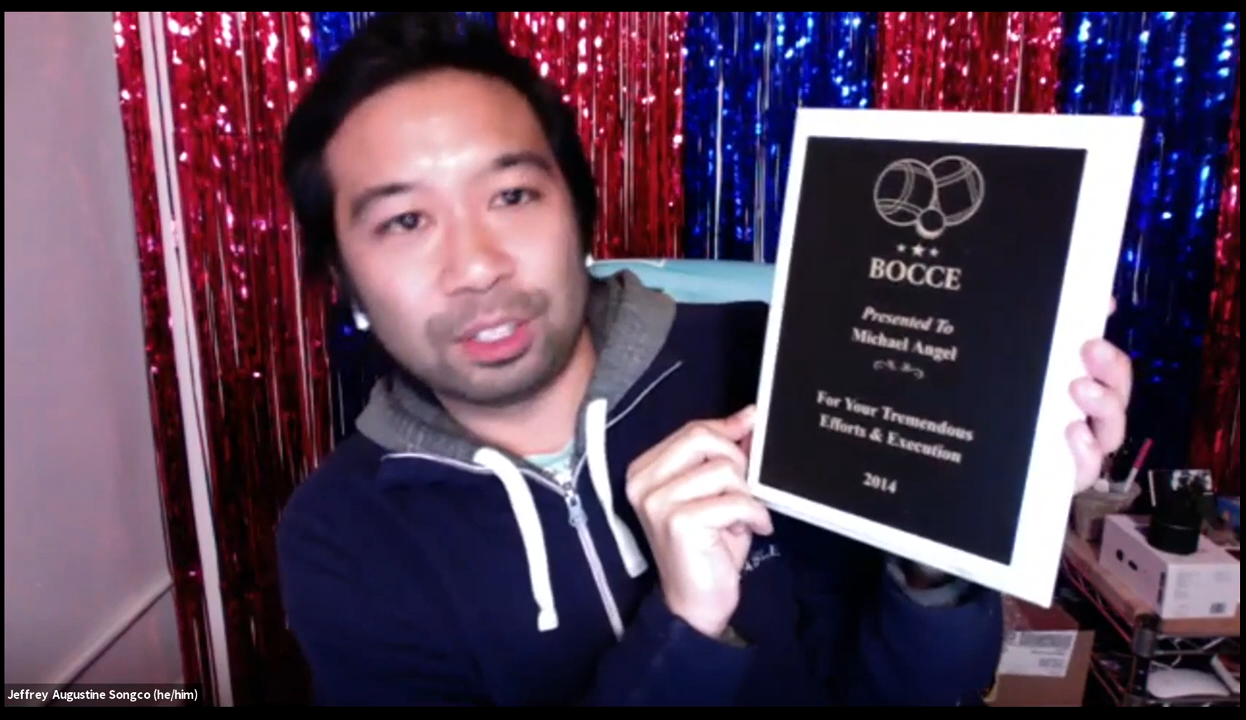 BOCCE
Presented To
Michael Angel
For Your Tremendous
Efforts & Execution
2014
Jeffrey Augustine Songco (he/him)